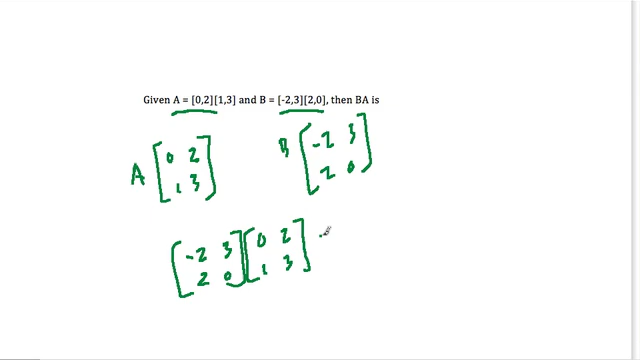 Given A = [0,2][1,3] and B = [-2,3][2,0], then BA is
A [0 2
1 3]
B [-2 3
2 0]
[-2 3
2 0] [0 2
1 3]